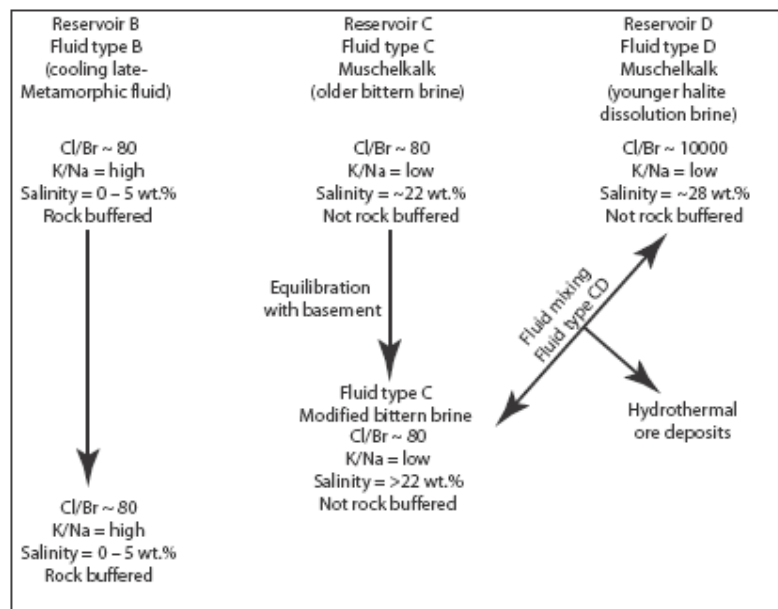 Reservoir B
Fluid type B
(cooling late-
Metamorphic fluid)
Cl/Br ~ 80
K/Na = high
Salinity = 0 – 5 wt.%
Rock buffered
Cl/Br ~ 80
K/Na = high
Salinity = 0 – 5 wt.%
Rock buffered
Reservoir C
Fluid type C
Muschelkalk
(older bittern brine)
Cl/Br ~ 80
K/Na = low
Salinity = ~22 wt.%
Not rock buffered
Equilibration
with basement
Fluid type C
Modified bittern brine
Cl/Br ~ 80
K/Na = low
Salinity = >22 wt.%
Not rock buffered
Reservoir D
Fluid type D
Muschelkalk
(younger halite
dissolution brine)
Cl/Br ~ 10000
K/Na = low
Salinity = ~28 wt.%
Not rock buffered
Fluid mixing
Fluid type CD
Hydrothermal
ore deposits